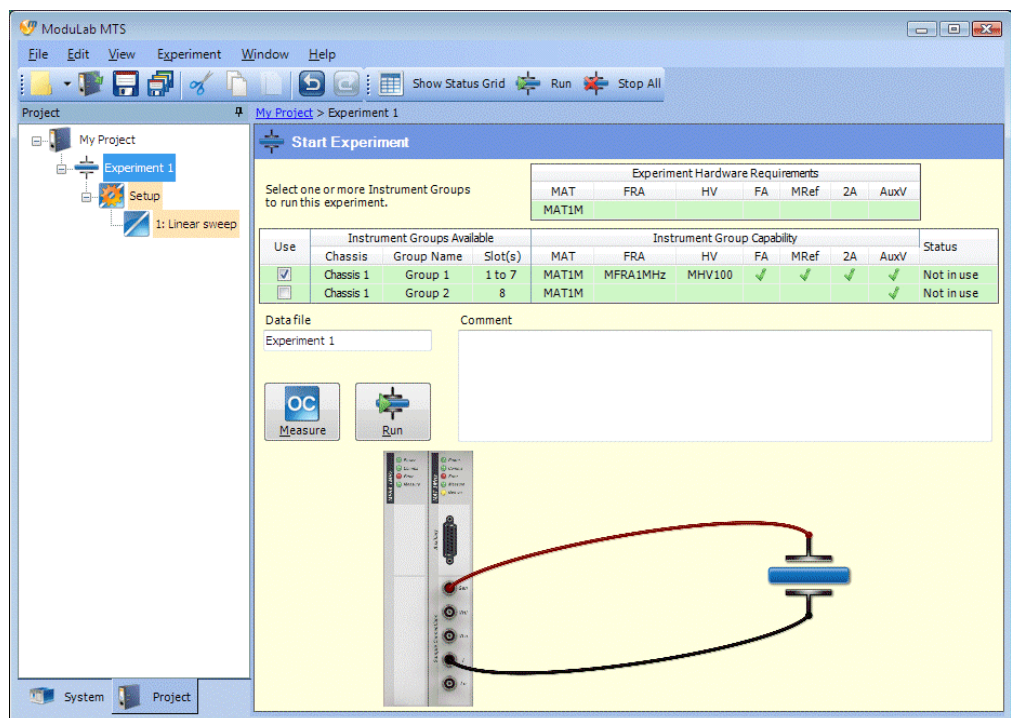 ModuLab MTS
File Edit View Experiment Window Help
Show Status Grid Run Stop All
Project
My Project > Experiment 1
My Project
Experiment 1
Setup
1: Linear sweep
Start Experiment
Select one or more Instrument Groups
to run this experiment.
Experiment Hardware Requirements
MAT FRA HV FA MRef 2A AuxV
MAT1M
Use Instrument Groups Available Instrument Group Capability Status
Chassis Group Name Slot(s) MAT FRA HV FA MRef 2A AuxV
Chassis 1 Group 1 1 to 7 MAT1M MFRA1MHz MHV100 Not in use
Chassis 1 Group 2 8 MAT1M Not in use
Data file Comment
Experiment 1
OC
Measure Run
System Project